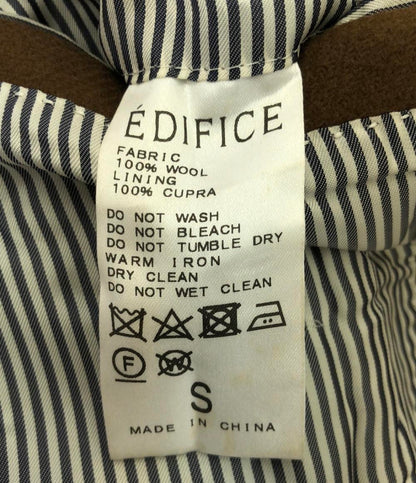 ÉDIFICE
FABRIC
100% WOOL
LINING
100% CUPRA
DO NOT WASH
DO NOT BLEACH
DO NOT TUMBLE DRY
WARM IRON
DRY CLEAN
DO NOT WET CLEAN
F W
S
MADE IN CHINA